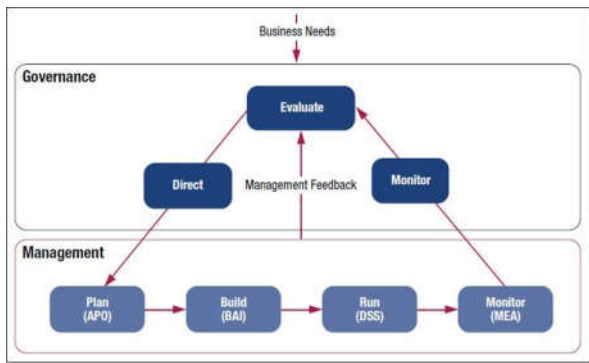 Business Needs
Governance
Evaluate
Direct
Management Feedback
Monitor
Management
Plan
(APO)
Build
(BAI)
Run
(DSS)
Monitor
(MEA)